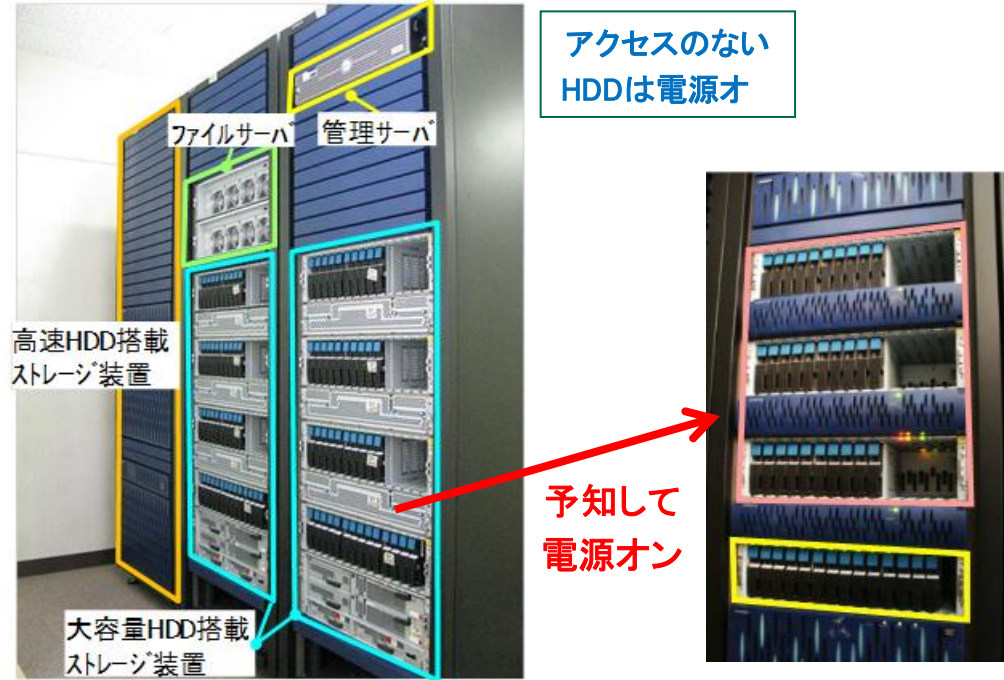 アクセスのない
HDDは電源オ
ファイルサーバ
管理サーバ
高速HDD搭載
ストレージ装置
予知して
電源オン
大容量HDD搭載
ストレージ装置